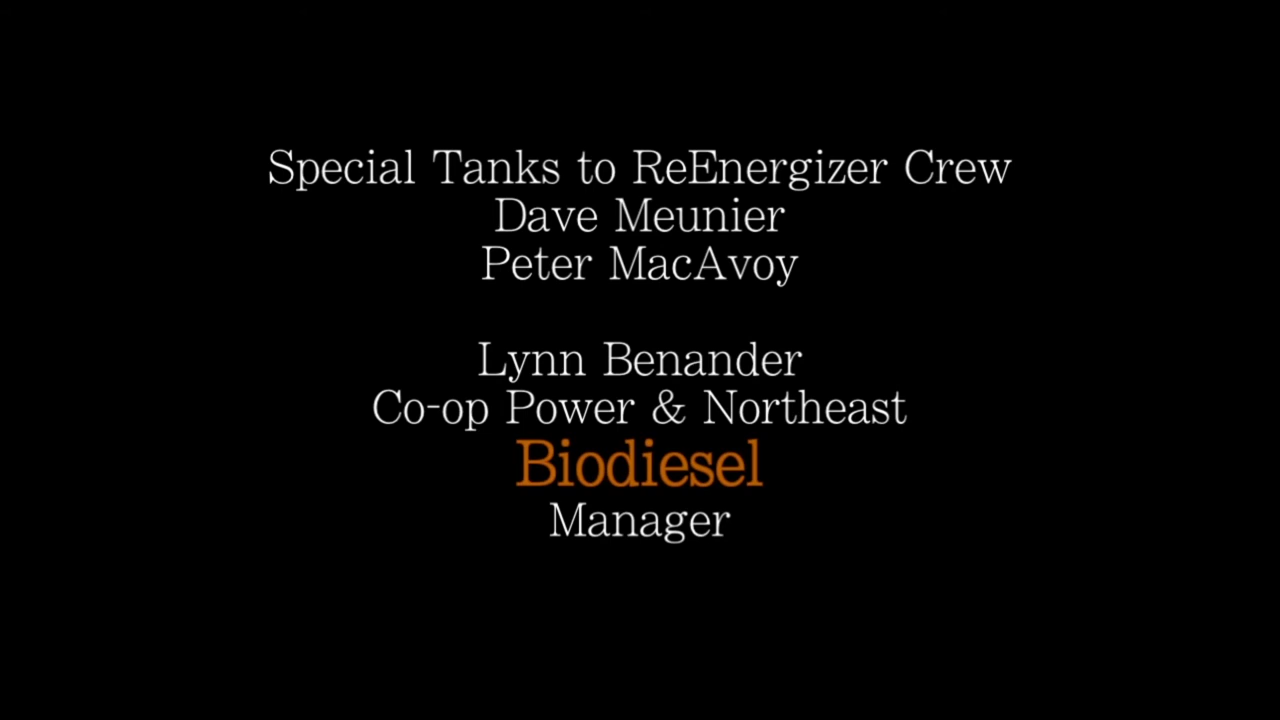 Special Tanks to ReEnergizer Crew
Dave Meunier
Peter MacAvoy
Lynn Benander
Co-op Power & Northeast
Biodiesel
Manager